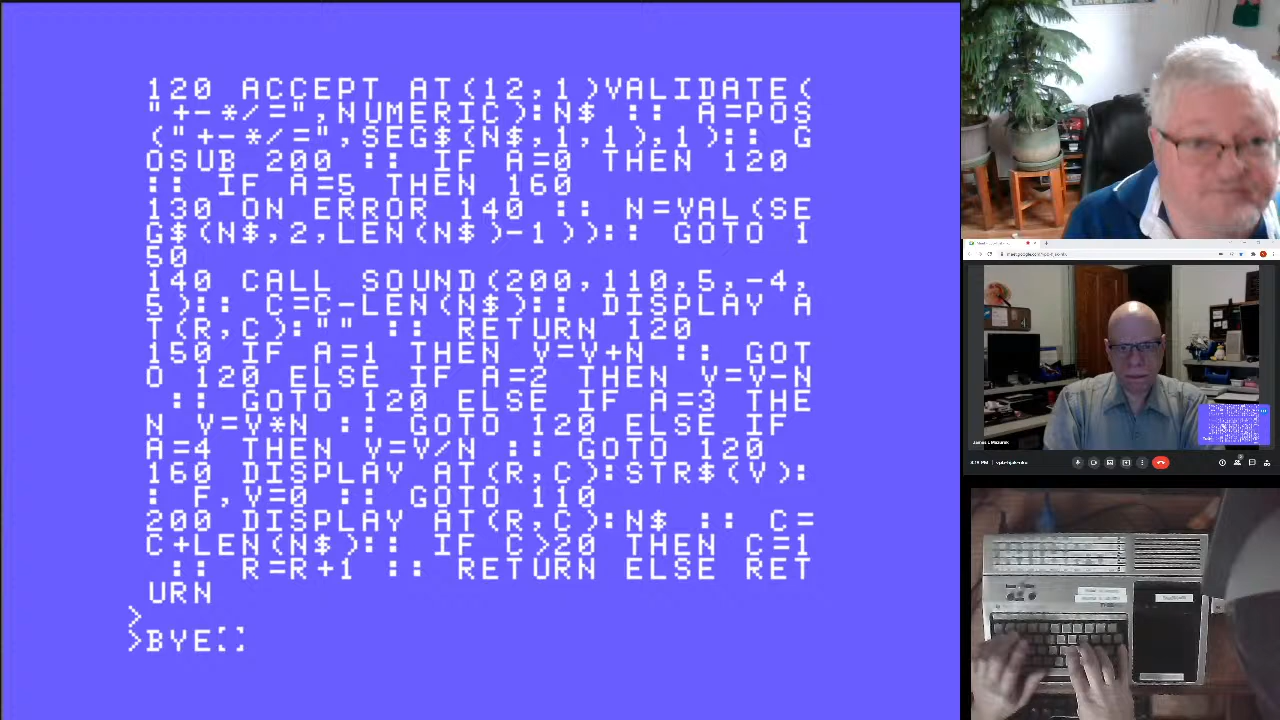 120 ACCEPT AT(12,1)VALIDATE(
"+-*/=",NUMERIC):N$ :: A=POS
("+-*/=",SEG$(N$,1,1),1):: G
OSUB 200 :: IF A=0 THEN 120
:: IF A=5 THEN 160
130 ON ERROR 140 :: N=VAL(SE
G$(N$,2,LEN(N$)-1)):: GOTO 1
50
140 CALL SOUND(200,110,5,-4,
5):: C=C-LEN(N$):: DISPLAY A
T(R,C):"" :: RETURN 120
150 IF A=1 THEN V=V+N :: GOT
O 120 ELSE IF A=2 THEN V=V-N
:: GOTO 120 ELSE IF A=3 THE
N V=V*N :: GOTO 120 ELSE IF
A=4 THEN V=V/N :: GOTO 120
160 DISPLAY AT(R,C):STR$(V):
: F,V=0 :: GOTO 110
200 DISPLAY AT(R,C):N$ :: C=
C+LEN(N$):: IF C>20 THEN C=1
:: R=R+1 :: RETURN ELSE RET
URN
>
>BYE[]